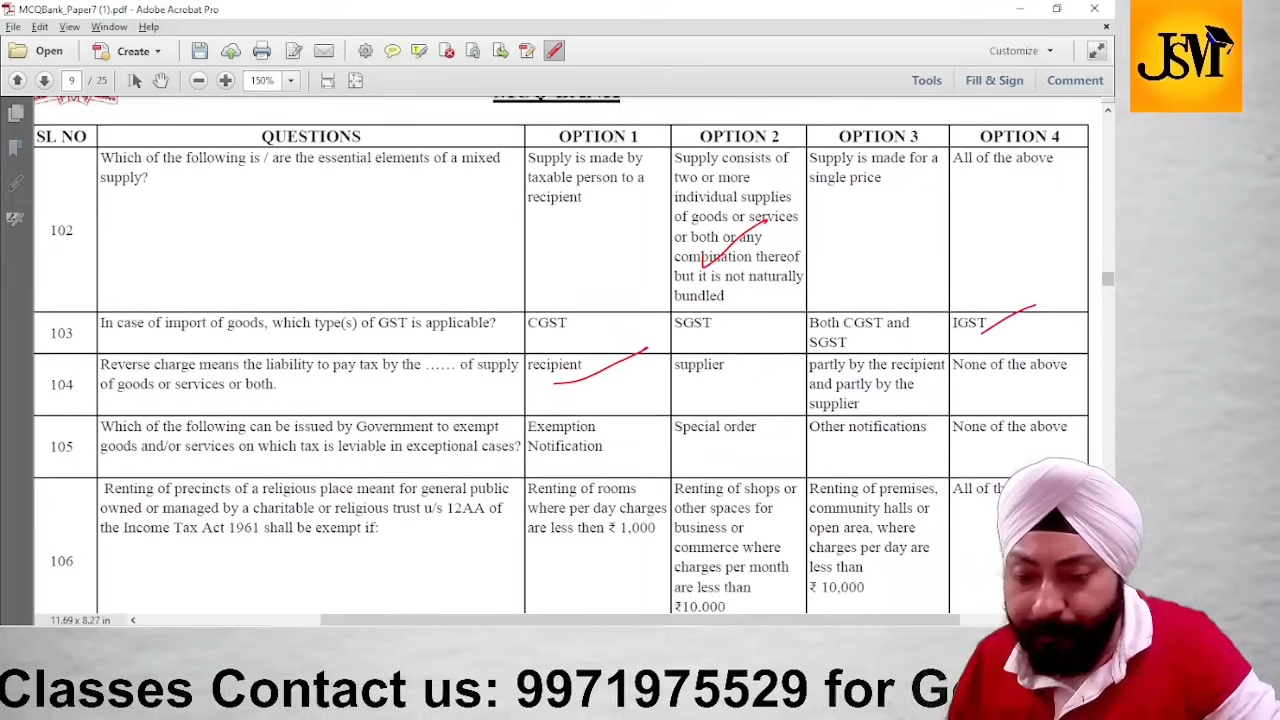 MCQBank_Paper7 (1).pdf - Adobe Acrobat Pro
File Edit View Window Help
Open Create Customize
9 / 25 150% Tools Fill & Sign Comment
JSM
MCQ BANK
SL NO QUESTIONS OPTION 1 OPTION 2 OPTION 3 OPTION 4
102
Which of the following is / are the essential elements of a mixed
supply?
Supply is made by
taxable person to a
recipient
Supply consists of
two or more
individual supplies
of goods or services
or both or any
combination thereof
but it is not naturally
bundled
Supply is made for a
single price
All of the above
103
In case of import of goods, which type(s) of GST is applicable?
CGST
SGST
Both CGST and
SGST
IGST
104
Reverse charge means the liability to pay tax by the …… of supply
of goods or services or both.
recipient
supplier
partly by the recipient
and partly by the
supplier
None of the above
105
Which of the following can be issued by Government to exempt
goods and/or services on which tax is leviable in exceptional cases?
Exemption
Notification
Special order
Other notifications
None of the above
106
Renting of precincts of a religious place meant for general public
owned or managed by a charitable or religious trust u/s 12AA of
the Income Tax Act 1961 shall be exempt if:
Renting of rooms
where per day charges
are less then ₹ 1,000
Renting of shops or
other spaces for
business or
commerce where
charges per month
are less than
₹10,000
Renting of premises,
community halls or
open area, where
charges per day are
less than
₹ 10,000
All of
11.69 x 8.27 in
Classes Contact us: 9971975529 for